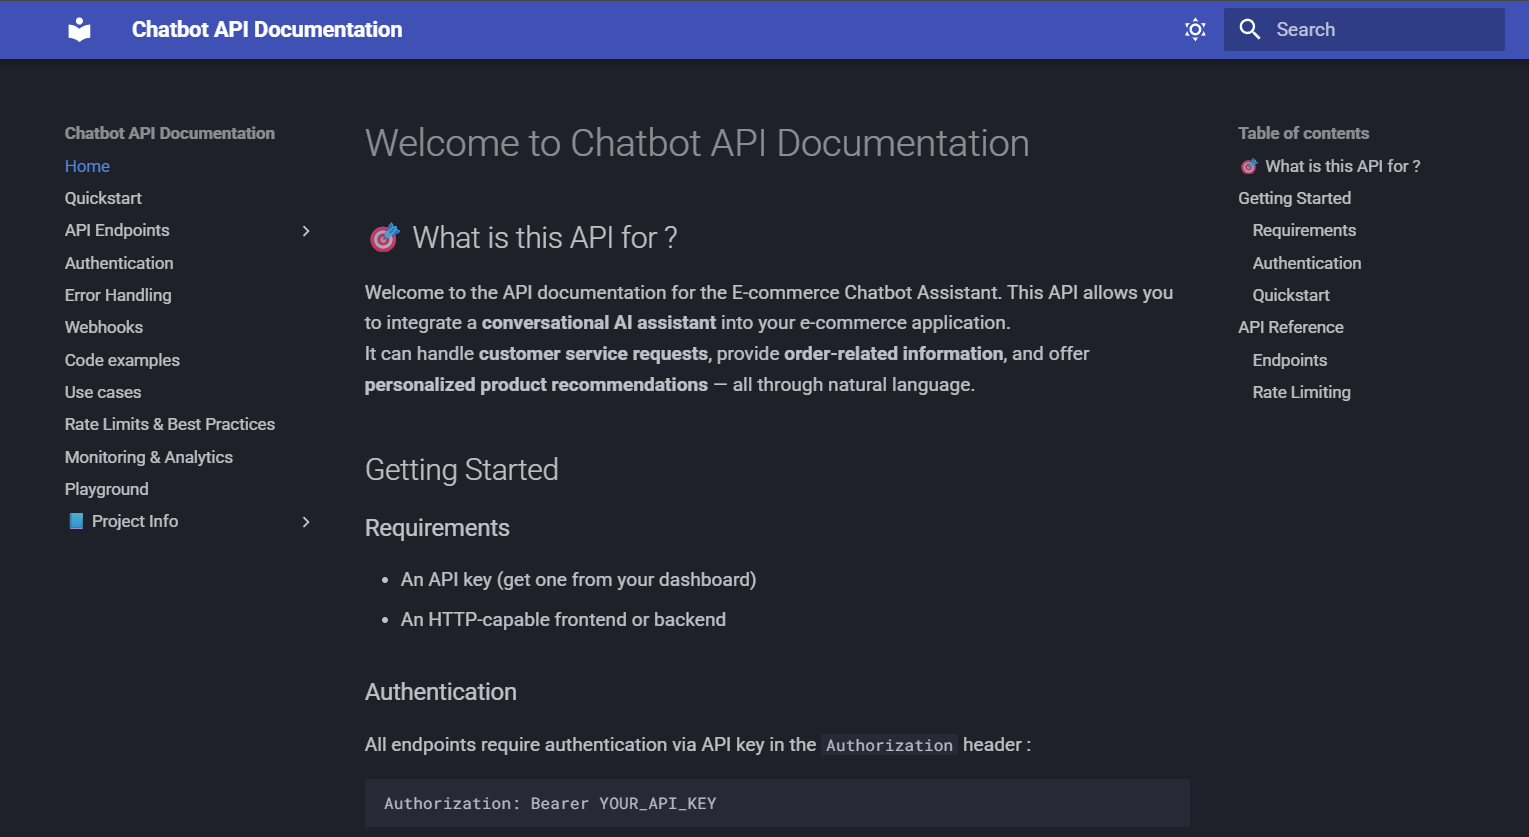 Chatbot API Documentation
Search
Chatbot API Documentation
Home
Quickstart
API Endpoints
Authentication
Error Handling
Webhooks
Code examples
Use cases
Rate Limits & Best Practices
Monitoring & Analytics
Playground
Project Info
Welcome to Chatbot API Documentation
What is this API for ?
Welcome to the API documentation for the E-commerce Chatbot Assistant. This API allows you
to integrate a conversational AI assistant into your e-commerce application.
It can handle customer service requests, provide order-related information, and offer
personalized product recommendations — all through natural language.
Getting Started
Requirements
• An API key (get one from your dashboard)
• An HTTP-capable frontend or backend
Authentication
All endpoints require authentication via API key in the Authorization header :
Authorization: Bearer YOUR_API_KEY
Table of contents
What is this API for ?
Getting Started
Requirements
Authentication
Quickstart
API Reference
Endpoints
Rate Limiting